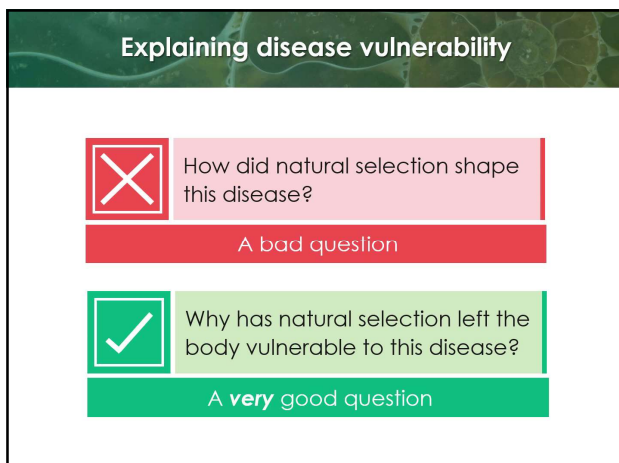 Explaining disease vulnerability
How did natural selection shape
this disease?
A bad question
Why has natural selection left the
body vulnerable to this disease?
A very good question